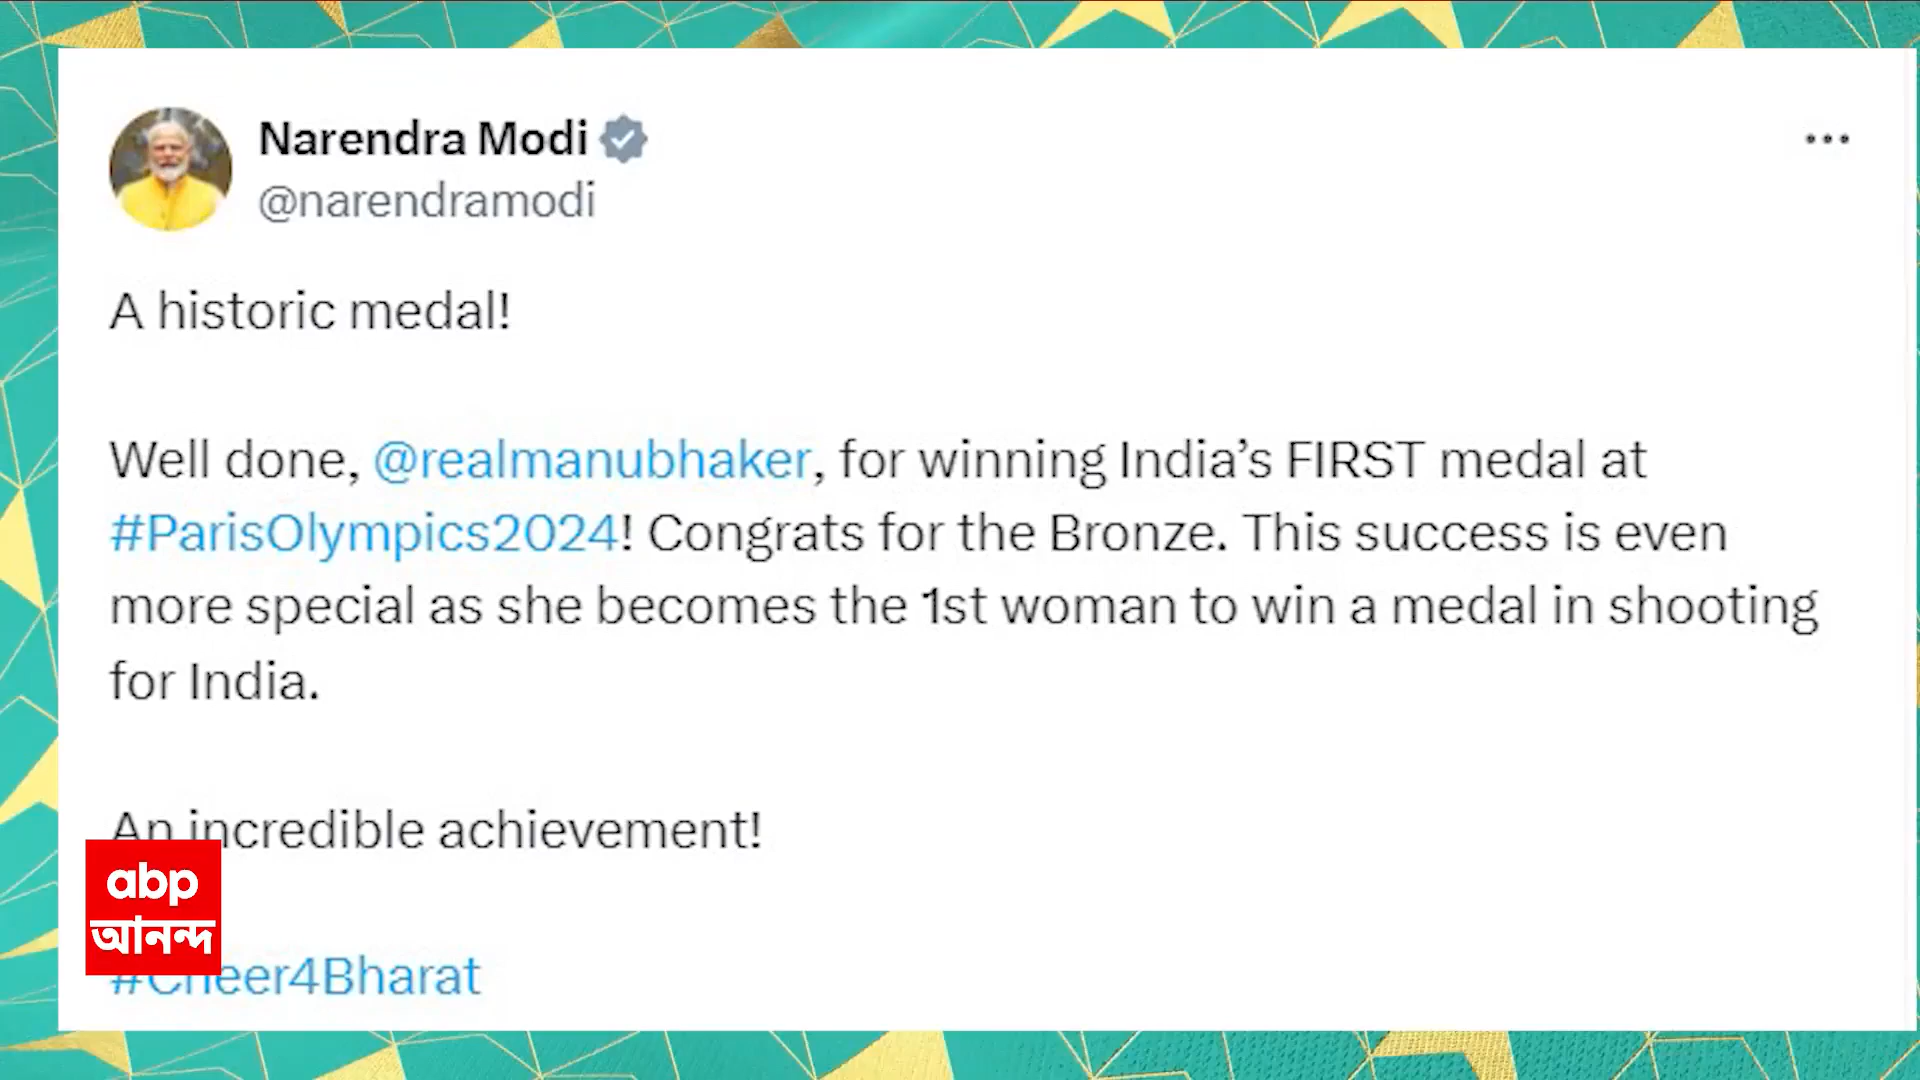 Narendra Modi
@narendramodi
A historic medal!
Well done, @realmanubhaker, for winning India’s FIRST medal at
#ParisOlympics2024! Congrats for the Bronze. This success is even
more special as she becomes the 1st woman to win a medal in shooting
for India.
An incredible achievement!
abp
আনন্দ
#Cheer4Bharat